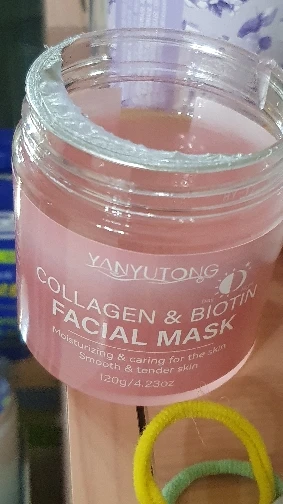 YANYUTONG
COLLAGEN & BIOTIN
FACIAL MASK
Moisturizing & caring for the skin
Smooth & tender skin
120g/4.23oz